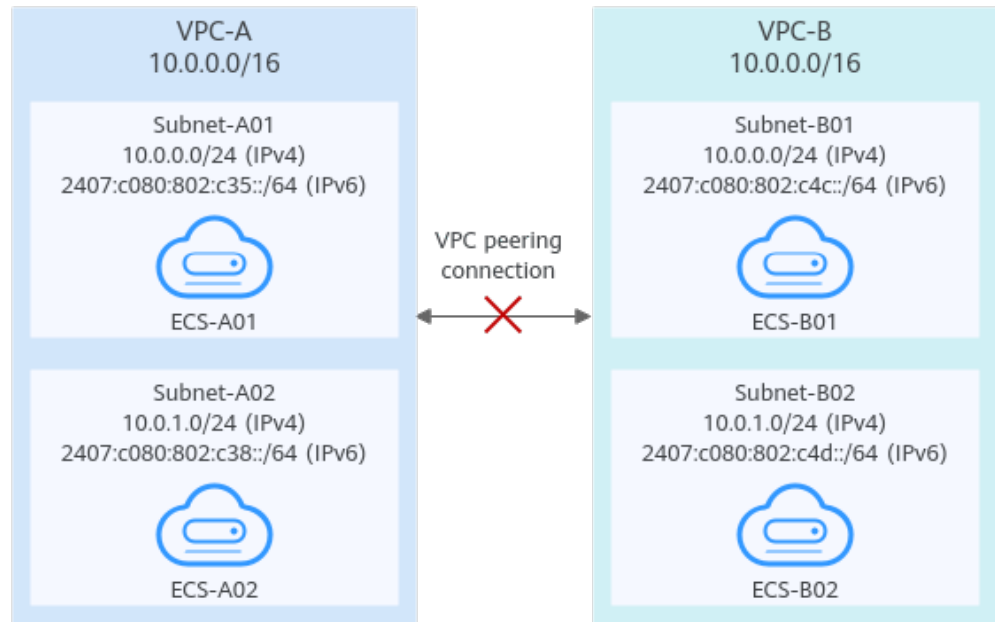 VPC-A
10.0.0.0/16
Subnet-A01
10.0.0.0/24 (IPv4)
2407:c080:802:c35::/64 (IPv6)
ECS-A01
Subnet-A02
10.0.1.0/24 (IPv4)
2407:c080:802:c38::/64 (IPv6)
ECS-A02
VPC peering
connection
VPC-B
10.0.0.0/16
Subnet-B01
10.0.0.0/24 (IPv4)
2407:c080:802:c4c::/64 (IPv6)
ECS-B01
Subnet-B02
10.0.1.0/24 (IPv4)
2407:c080:802:c4d::/64 (IPv6)
ECS-B02